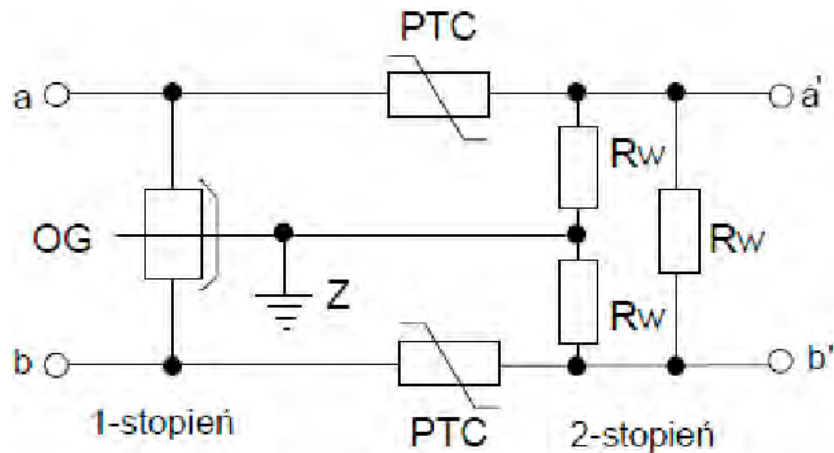 PTC
a a'
Rw
OG Rw
Z Rw
b b'
1-stopień PTC 2-stopień